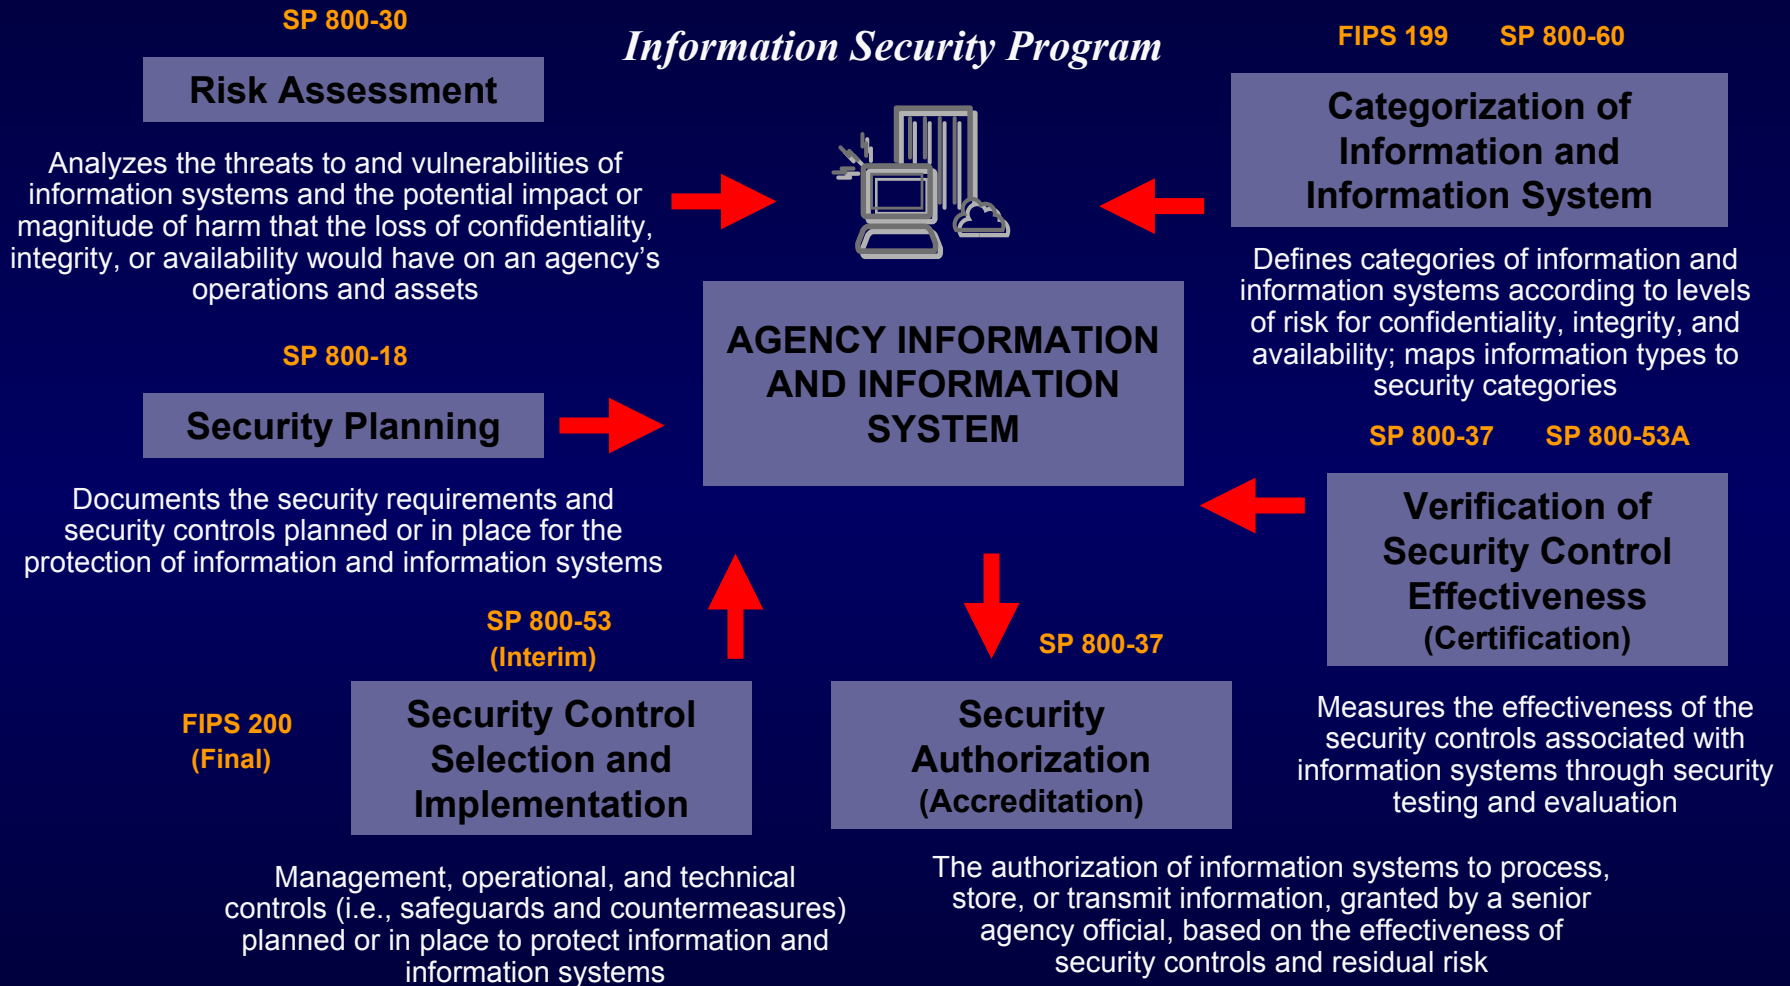 Information Security Program
SP 800-30
Risk Assessment
Analyzes the threats to and vulnerabilities of
information systems and the potential impact or
magnitude of harm that the loss of confidentiality,
integrity, or availability would have on an agency’s
operations and assets
SP 800-18
Security Planning
Documents the security requirements and
security controls planned or in place for the
protection of information and information systems
SP 800-53
(Interim)
FIPS 200
(Final)
Security Control
Selection and
Implementation
Management, operational, and technical
controls (i.e., safeguards and countermeasures)
planned or in place to protect information and
information systems
AGENCY INFORMATION
AND INFORMATION
SYSTEM
FIPS 199 SP 800-60
Categorization of
Information and
Information System
Defines categories of information and
information systems according to levels
of risk for confidentiality, integrity, and
availability; maps information types to
security categories
SP 800-37 SP 800-53A
Verification of
Security Control
Effectiveness
(Certification)
Measures the effectiveness of the
security controls associated with
information systems through security
testing and evaluation
SP 800-37
Security
Authorization
(Accreditation)
The authorization of information systems to process,
store, or transmit information, granted by a senior
agency official, based on the effectiveness of
security controls and residual risk